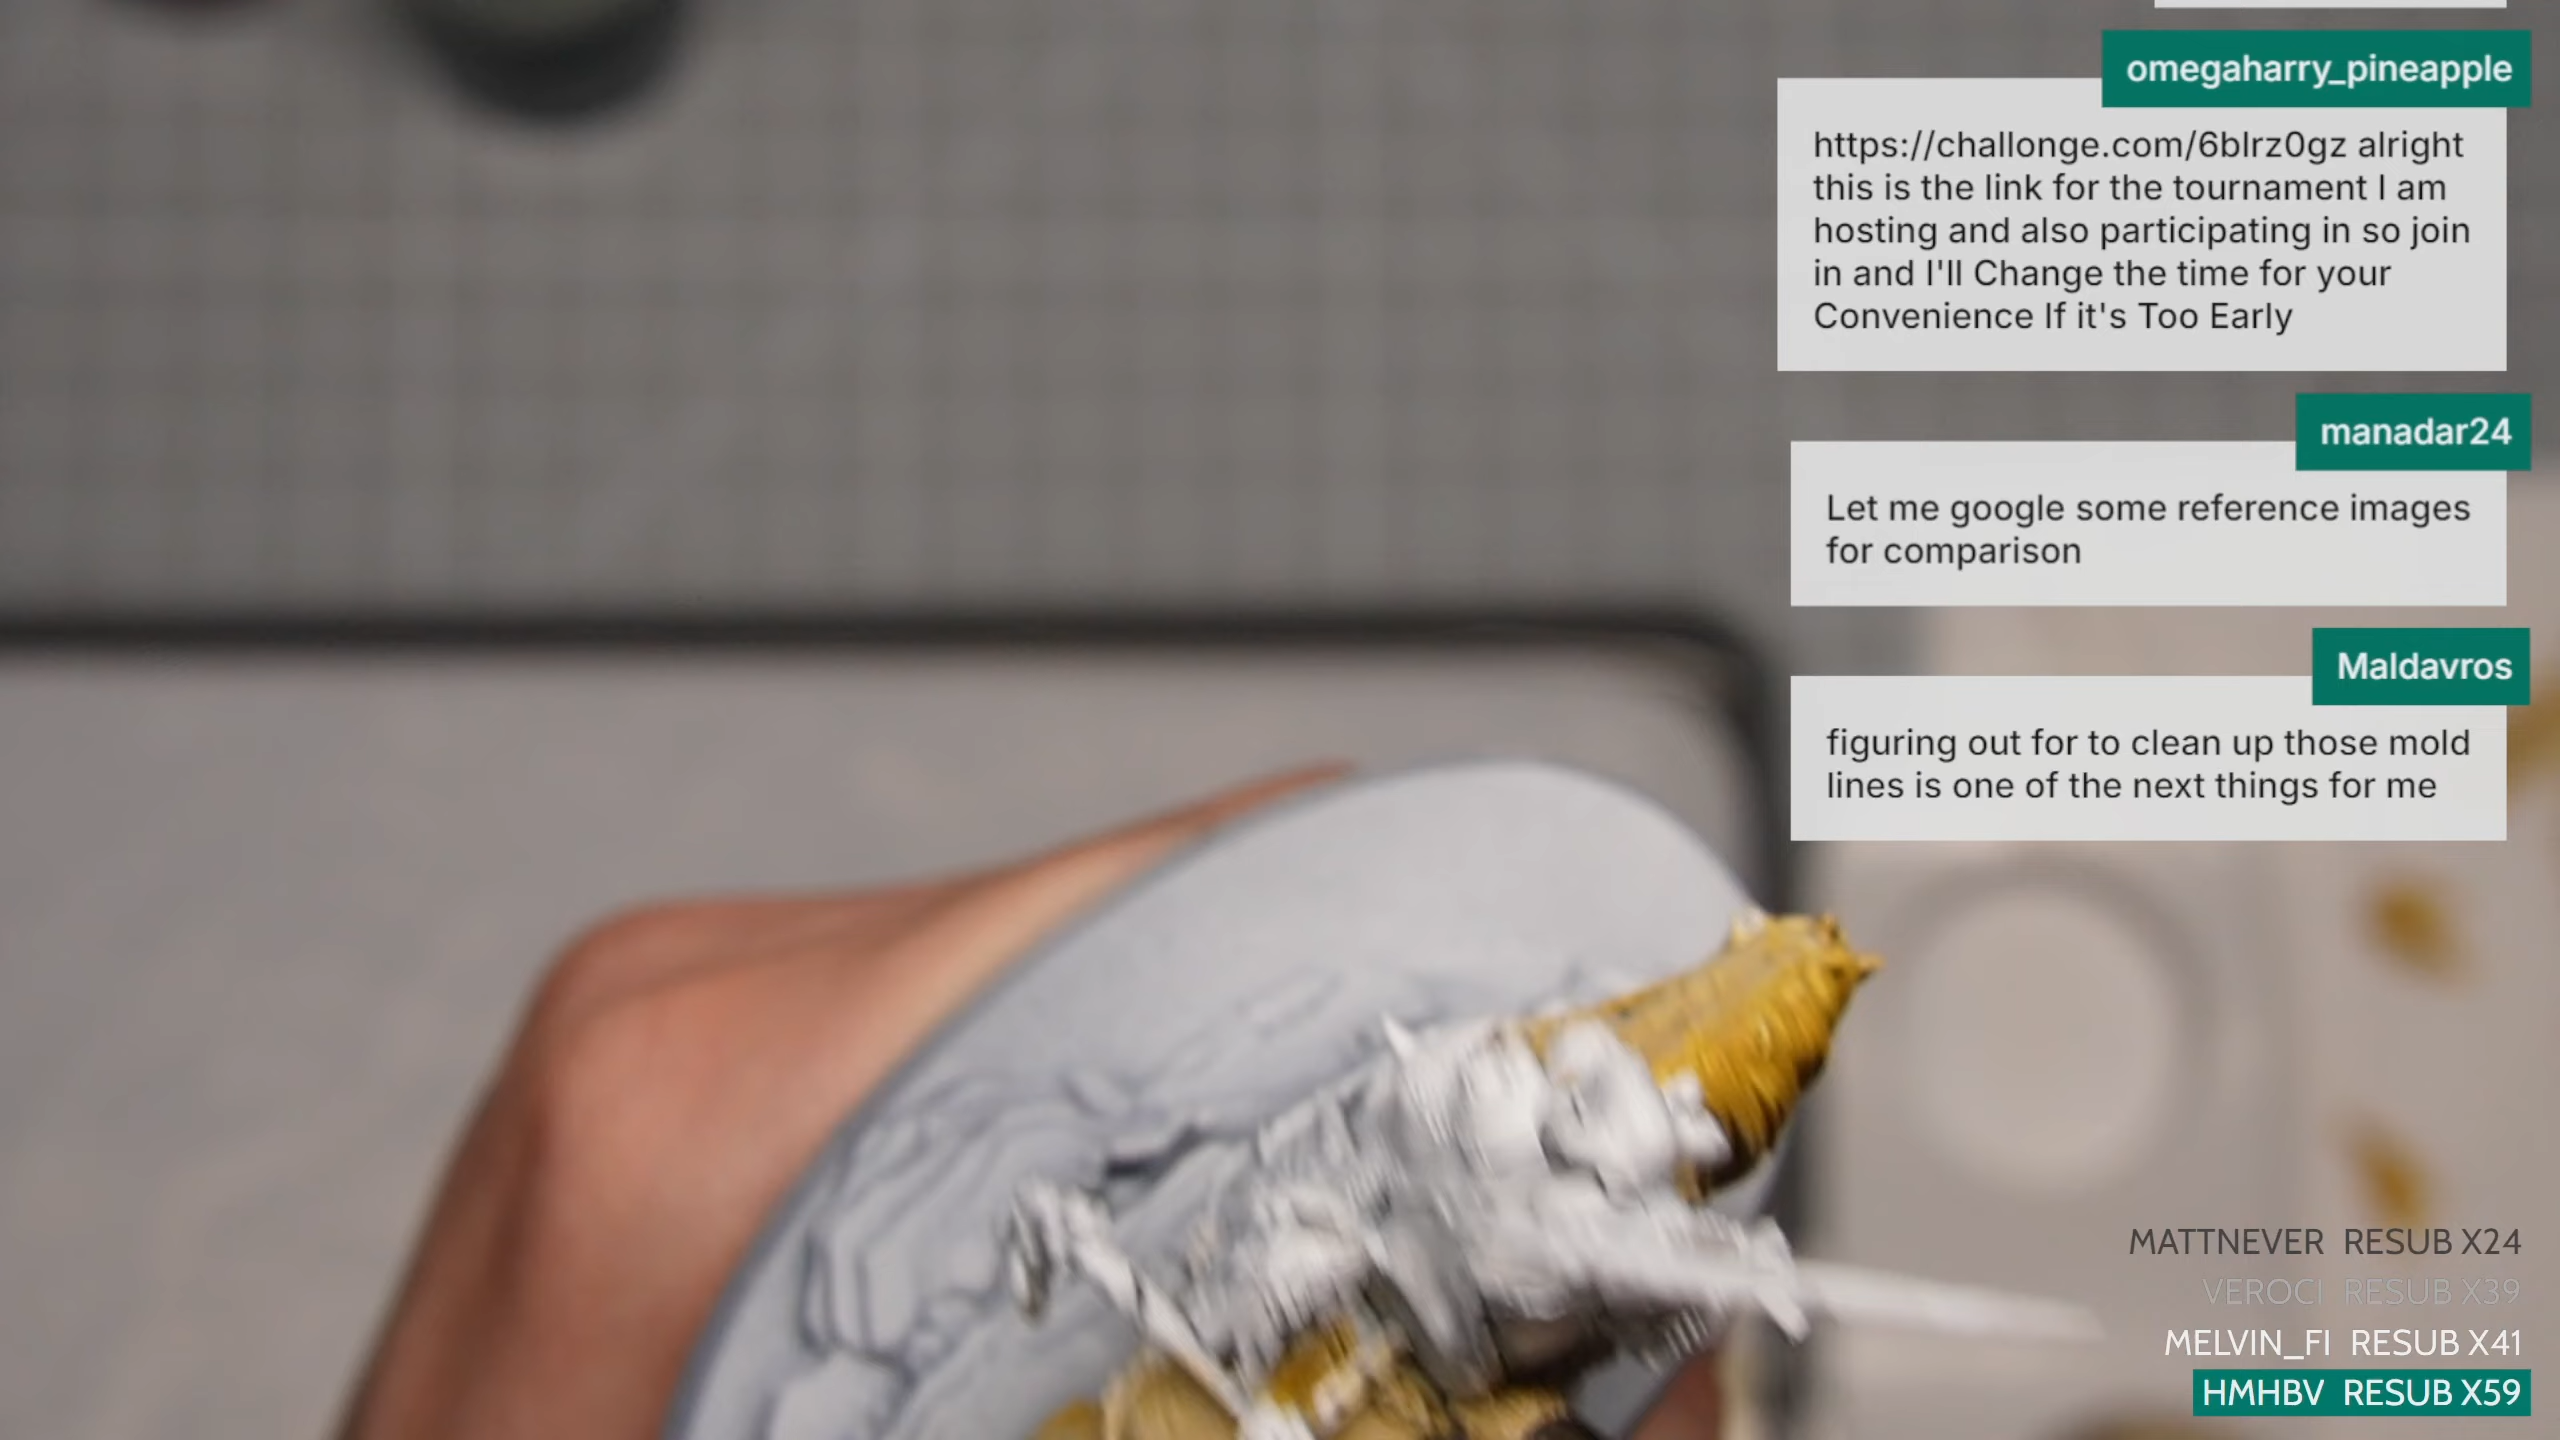 omegaharry_pineapple
https://challonge.com/6blrz0gz alright
this is the link for the tournament I am
hosting and also participating in so join
in and I'll Change the time for your
Convenience If it's Too Early
manadar24
Let me google some reference images
for comparison
Maldavros
figuring out for to clean up those mold
lines is one of the next things for me
MATTNEVER RESUB X24
VEROCI RESUB X39
MELVIN_FI RESUB X41
HMHBV RESUB X59